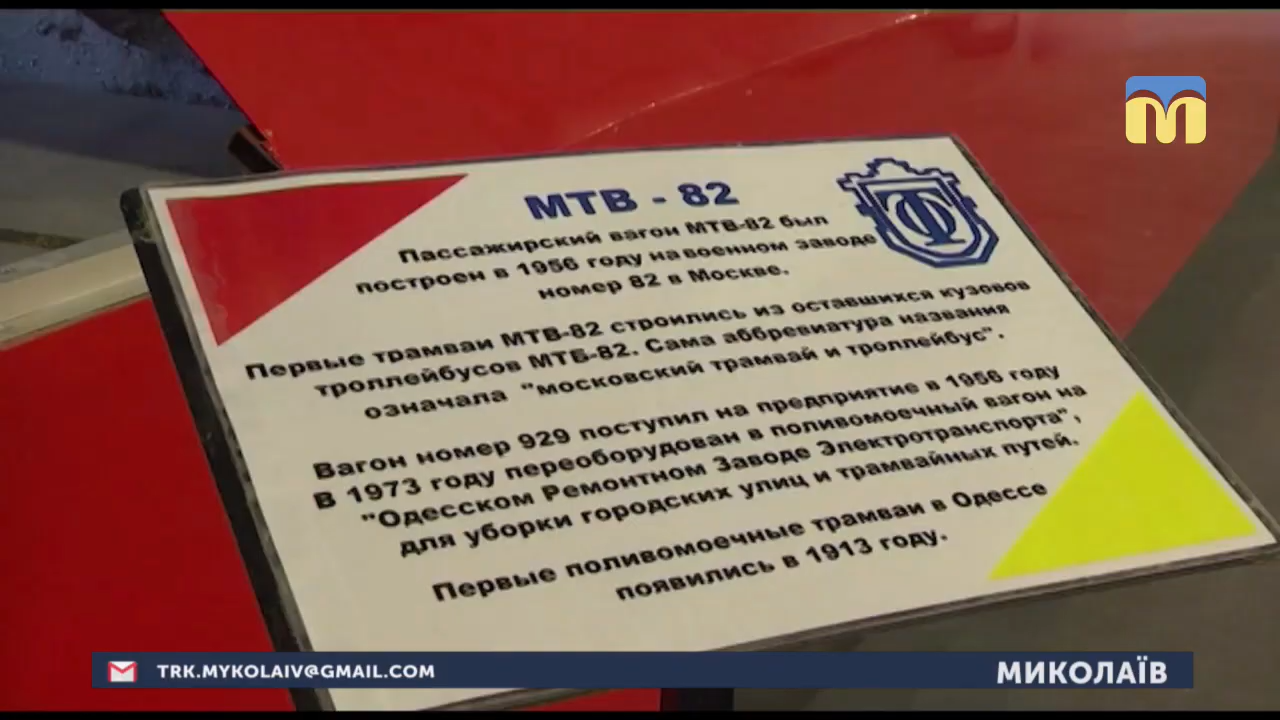 МТВ - 82
Пассажирский вагон МТВ-82 был
построен в 1956 году на военном заводе
номер 82 в Москве.
Первые трамваи МТВ-82 строились из оставшихся кузовов
троллейбусов МТБ-82. Сама аббревиатура названия
означала "московский трамвай и троллейбус".
Вагон номер 929 поступил на предприятие в 1956 году
В 1973 году переоборудован в поливомоечный вагон на
"Одесском Ремонтном Заводе Электротранспорта",
для уборки городских улиц и трамвайных путей.
Первые поливомоечные трамваи в Одессе
появились в 1913 году.
TRK.MYKOLAIV@GMAIL.COM
МИКОЛАЇВ